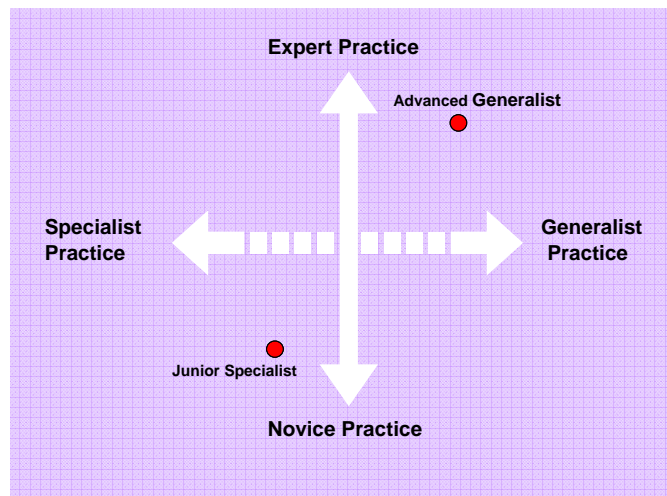 Expert Practice
Advanced Generalist
Specialist
Practice
Generalist
Practice
Junior Specialist
Novice Practice